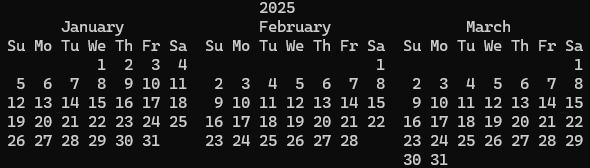 2025
      January               February               March
Su Mo Tu We Th Fr Sa  Su Mo Tu We Th Fr Sa  Su Mo Tu We Th Fr Sa
          1  2  3  4                     1                     1
 5  6  7  8  9 10 11   2  3  4  5  6  7  8   2  3  4  5  6  7  8
12 13 14 15 16 17 18   9 10 11 12 13 14 15   9 10 11 12 13 14 15
19 20 21 22 23 24 25  16 17 18 19 20 21 22  16 17 18 19 20 21 22
26 27 28 29 30 31     23 24 25 26 27 28     23 24 25 26 27 28 29
                                            30 31